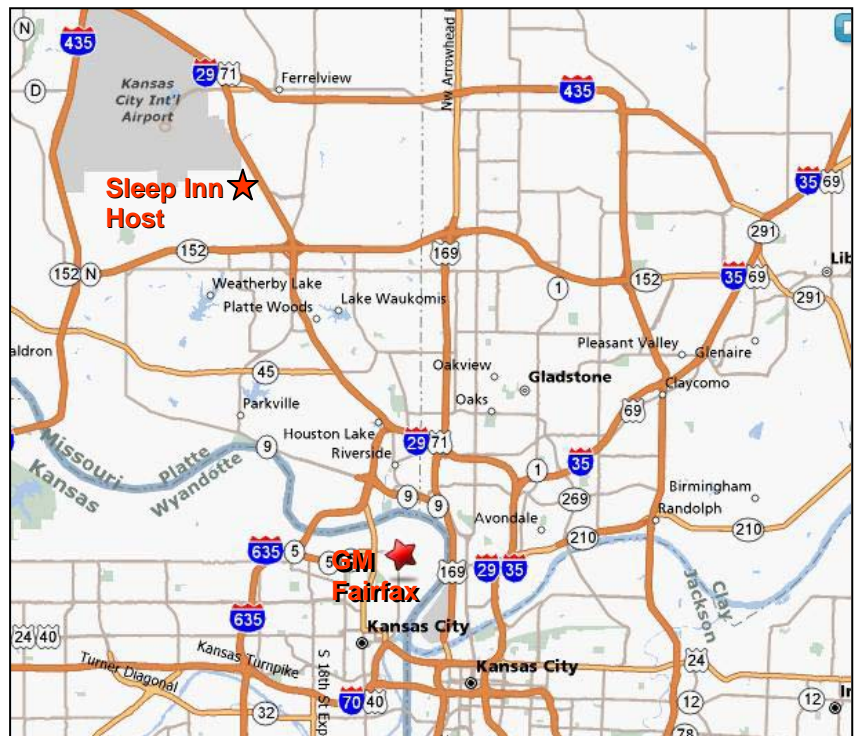 N
435
29 71
Ferrelview
Nw Arrowhead
435
D
Kansas
City Int'l
Airport
Sleep Inn
Host
35 69
291
152
169
152 N
1
152
35 69
Lib
291
Weatherby Lake
Platte Woods
Lake Waukomis
Pleasant Valley
Glenaire
aldron
45
Oakview
Gladstone
Claycomo
Oaks
69
Parkville
Houston Lake
29 71
Riverside
9
Missouri
Kansas
Platte
Wyandotte
1
35
269
Birmingham
9
9
Avondale
Randolph
210
210
635
5
5
GM
Fairfax
169
29 35
Clay
Jackson
635
Kansas City
24 40
Kansas Turnpike
Turner Diagonal
S 18th St Exp
Kansas City
24
70 40
32
12
12
In
78